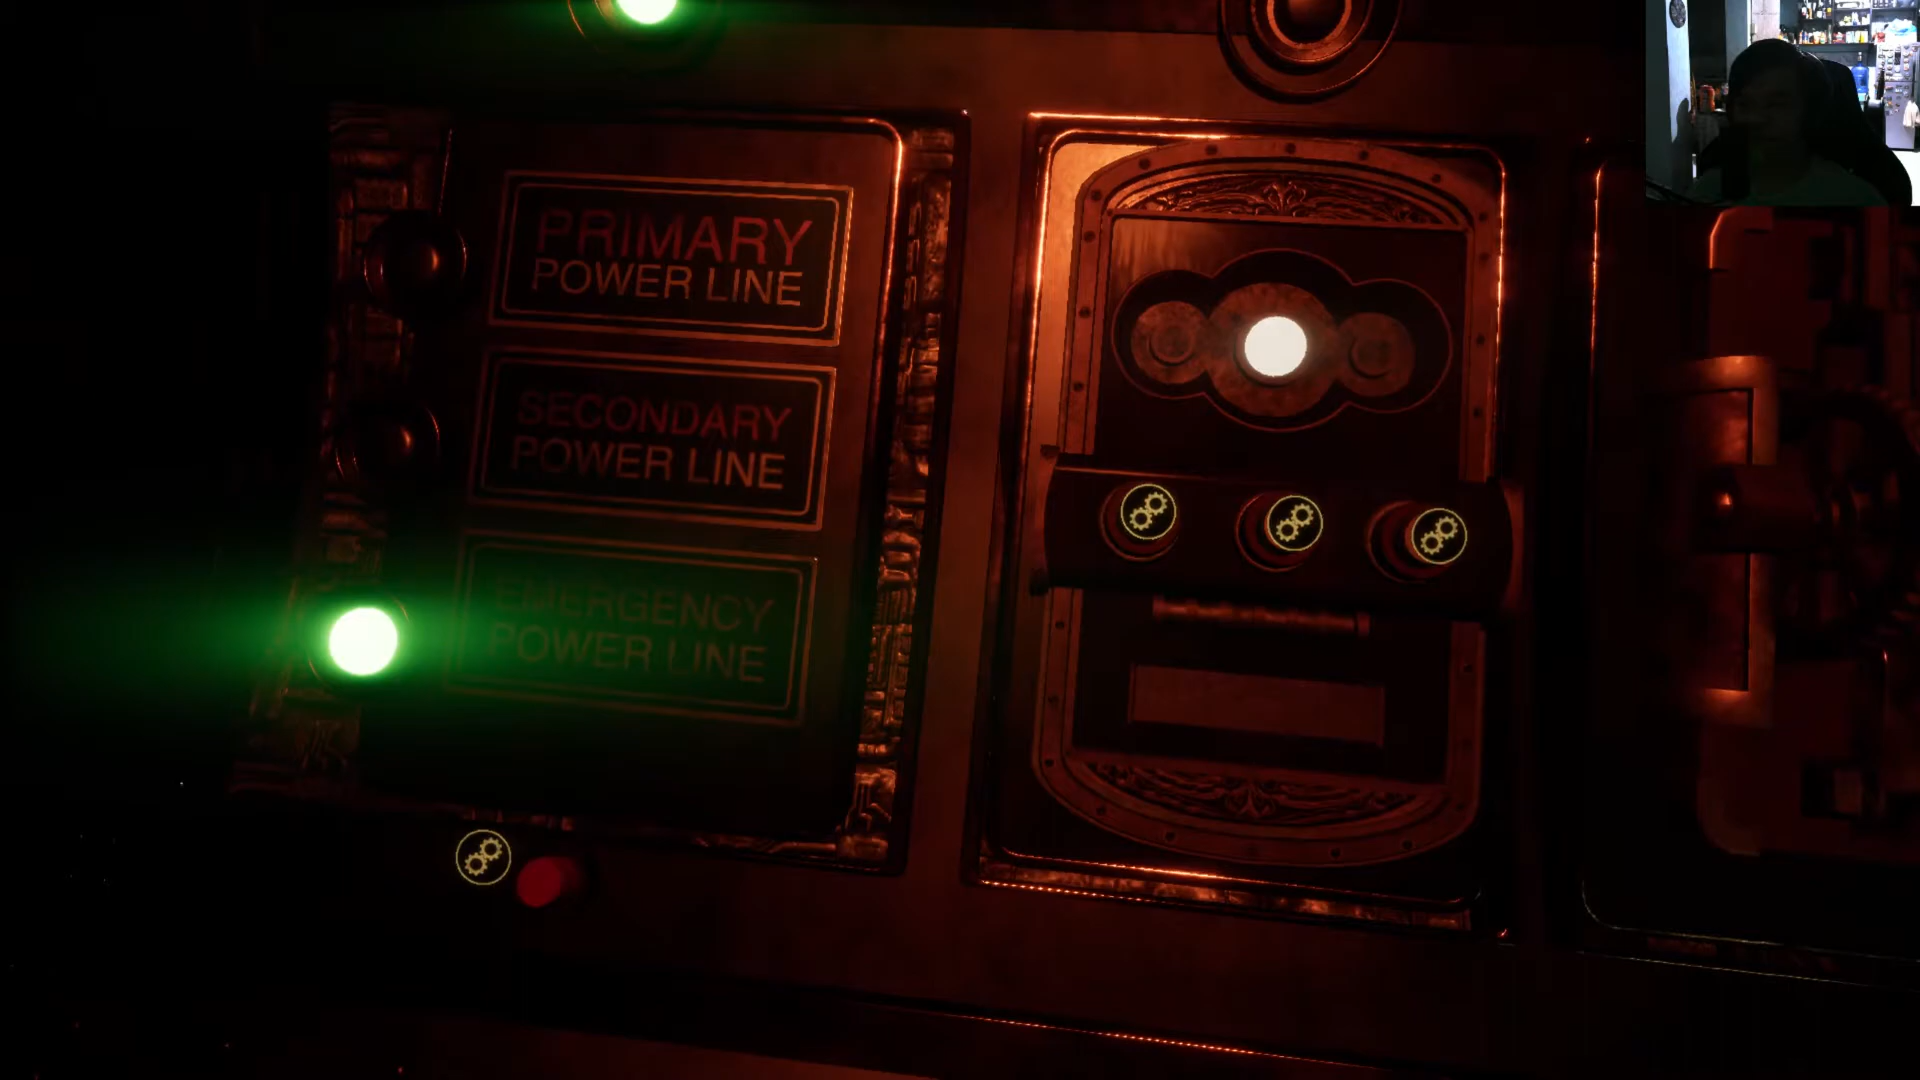 PRIMARY
POWER LINE
SECONDARY
POWER LINE
EMERGENCY
POWER LINE